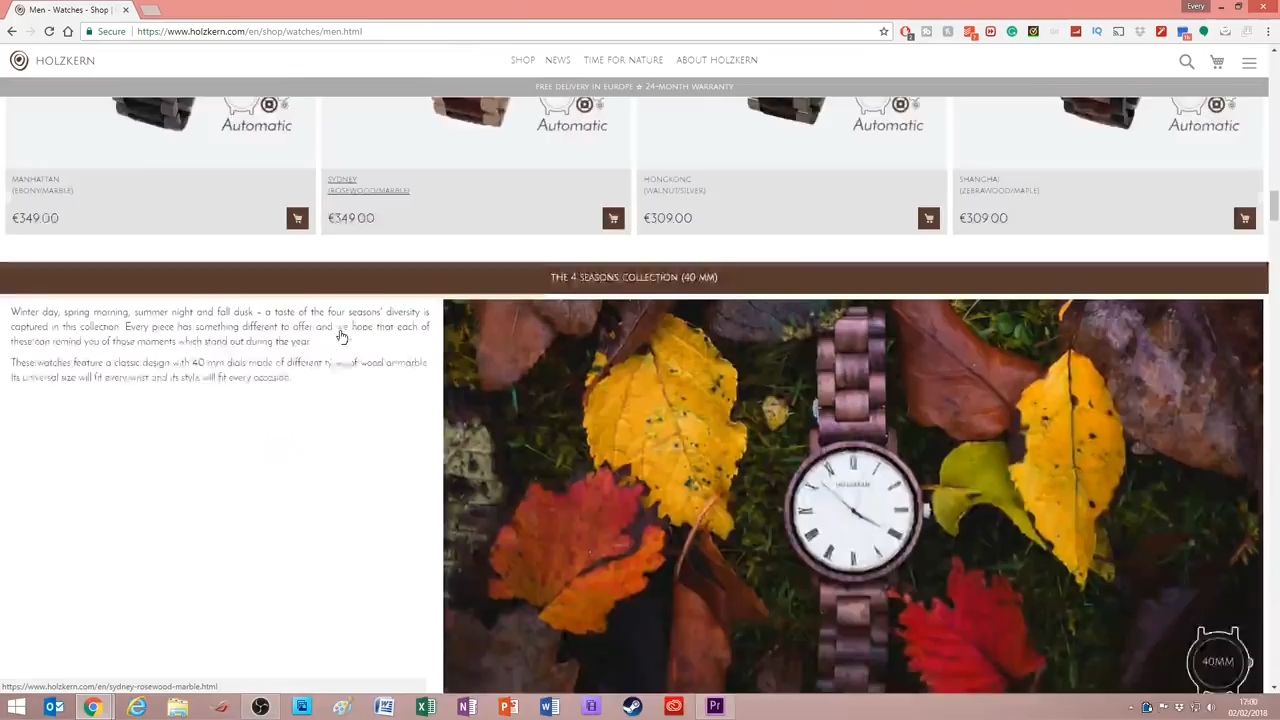 Men - Watches - Shop |
Every
Secure
https://www.holzkern.com/en/shop/watches/men.html
HOLZKERN
SHOP NEWS TIME FOR NATURE ABOUT HOLZKERN
FREE DELIVERY IN EUROPE ☆ 24-MONTH WARRANTY
Automatic Automatic Automatic Automatic
MANHATTAN
(EBONY/MARBLE)
€349.00
SYDNEY
(ROSEWOOD/MARBLE)
€349.00
HONGKONG
(WALNUT/SILVER)
€309.00
SHANGHAI
(ZEBRAWOOD/MAPLE)
€309.00
THE 4 SEASONS COLLECTION (40 MM)
Winter day, spring morning, summer night and fall dusk - a taste of the four seasons' diversity is
captured in this collection. Every piece has something different to offer and we hope that each of
these can remind you of those moments which stand out during the year.
These watches feature a classic design with 40 mm dials made of different of wood or marble.
Its universal size will fit every wrist and its style will fit every occasion.
HOLZKERN
40MM
https://www.holzkern.com/en/sydney-rosewood-marble.html
17:00
02/02/2018